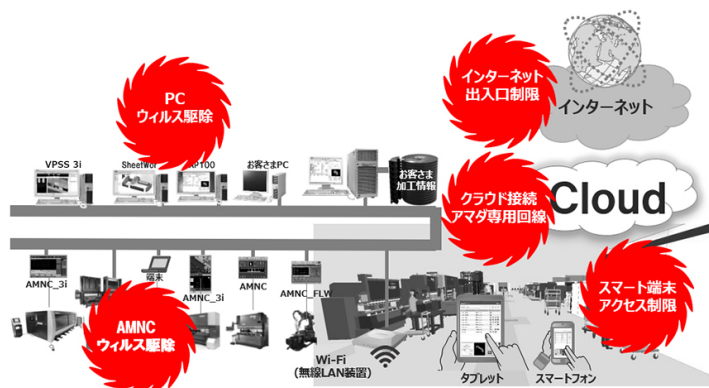 インターネット
出入口制限
インターネット
PC
ウィルス駆除
VPSS 3i
SheetWor
AP100
お客さまPC
お客さま
加工情報
クラウド接続
アマダ専用回線
Cloud
AMNC_3i
端末
AMNC_3i
AMNC
AMNC_FLW
AMNC
ウィルス駆除
スマート端末
アクセス制限
Wi-Fi
(無線LAN装置)
タブレット
スマートフォン